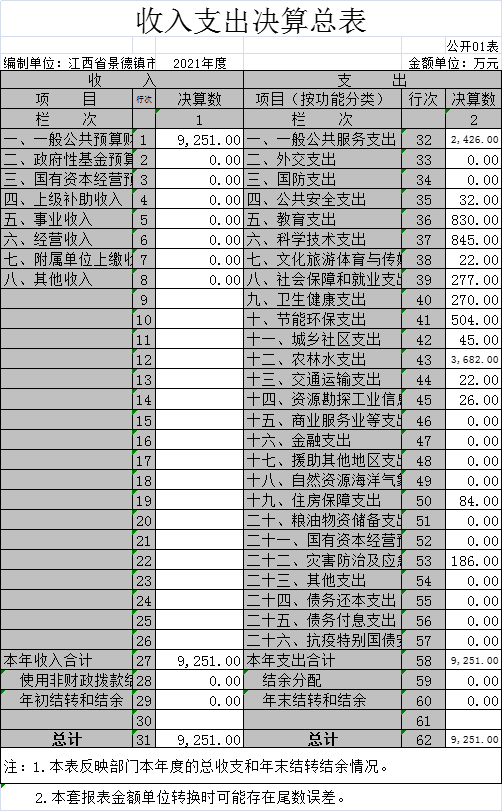 收入支出决算总表
公开01表
编制单位：江西省景德镇市 2021年度 金额单位：万元
收 入 支 出
项 目 行次 决算数 项目（按功能分类） 行次 决算数
栏 次 1 栏 次 2
一、一般公共预算财 1 9,251.00 一、一般公共服务支出 32 2,426.00
二、政府性基金预算 2 0.00 二、外交支出 33 0.00
三、国有资本经营预 3 0.00 三、国防支出 34 0.00
四、上级补助收入 4 0.00 四、公共安全支出 35 32.00
五、事业收入 5 0.00 五、教育支出 36 830.00
六、经营收入 6 0.00 六、科学技术支出 37 845.00
七、附属单位上缴收 7 0.00 七、文化旅游体育与传媒 38 22.00
八、其他收入 8 0.00 八、社会保障和就业支出 39 277.00
9 九、卫生健康支出 40 270.00
10 十、节能环保支出 41 504.00
11 十一、城乡社区支出 42 45.00
12 十二、农林水支出 43 3,682.00
13 十三、交通运输支出 44 22.00
14 十四、资源勘探工业信息 45 26.00
15 十五、商业服务业等支出 46 0.00
16 十六、金融支出 47 0.00
17 十七、援助其他地区支出 48 0.00
18 十八、自然资源海洋气象 49 0.00
19 十九、住房保障支出 50 84.00
20 二十、粮油物资储备支出 51 0.00
21 二十一、国有资本经营预 52 0.00
22 二十二、灾害防治及应急 53 186.00
23 二十三、其他支出 54 0.00
24 二十四、债务还本支出 55 0.00
25 二十五、债务付息支出 56 0.00
26 二十六、抗疫特别国债安 57 0.00
本年收入合计 27 9,251.00 本年支出合计 58 9,251.00
使用非财政拨款结 28 0.00 结余分配 59 0.00
年初结转和结余 29 0.00 年末结转和结余 60 0.00
30 61
总计 31 9,251.00 总计 62 9,251.00
注：1.本表反映部门本年度的总收支和年末结转结余情况。
2.本套报表金额单位转换时可能存在尾数误差。